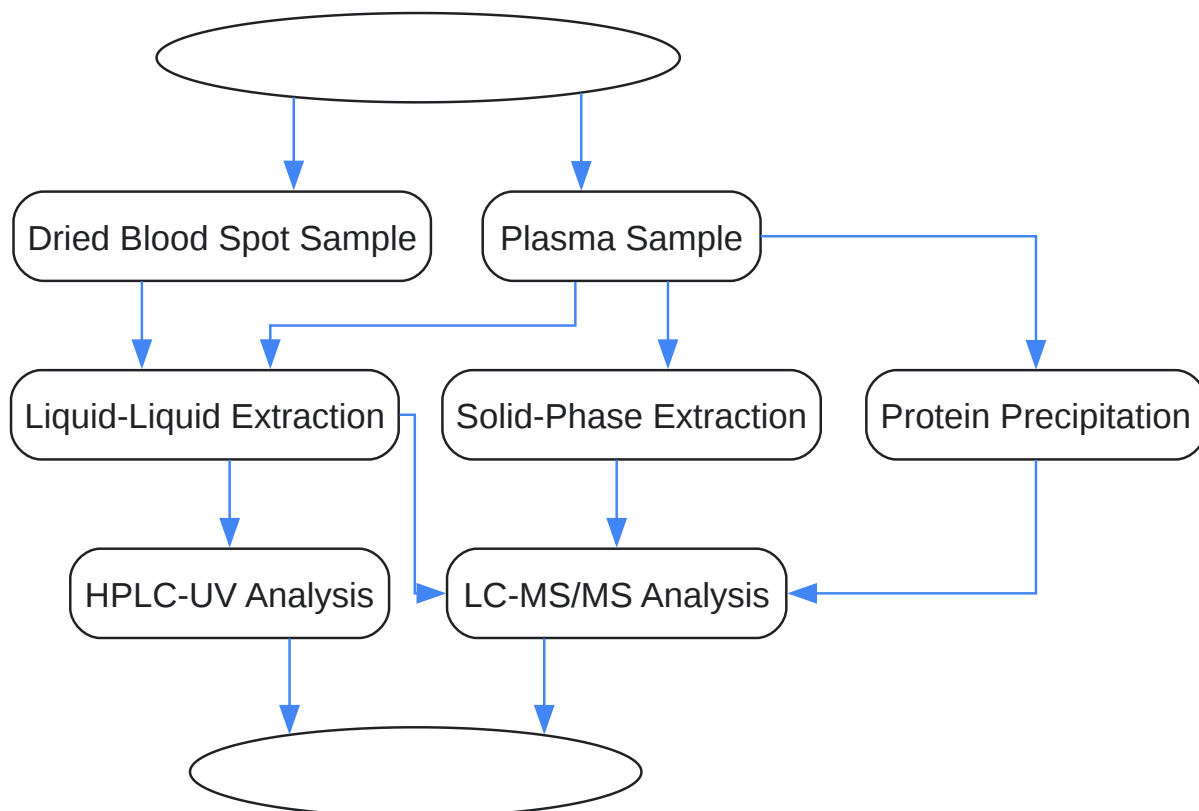 Dried Blood Spot Sample
Plasma Sample
Liquid-Liquid Extraction
Solid-Phase Extraction
Protein Precipitation
HPLC-UV Analysis
LC-MS/MS Analysis